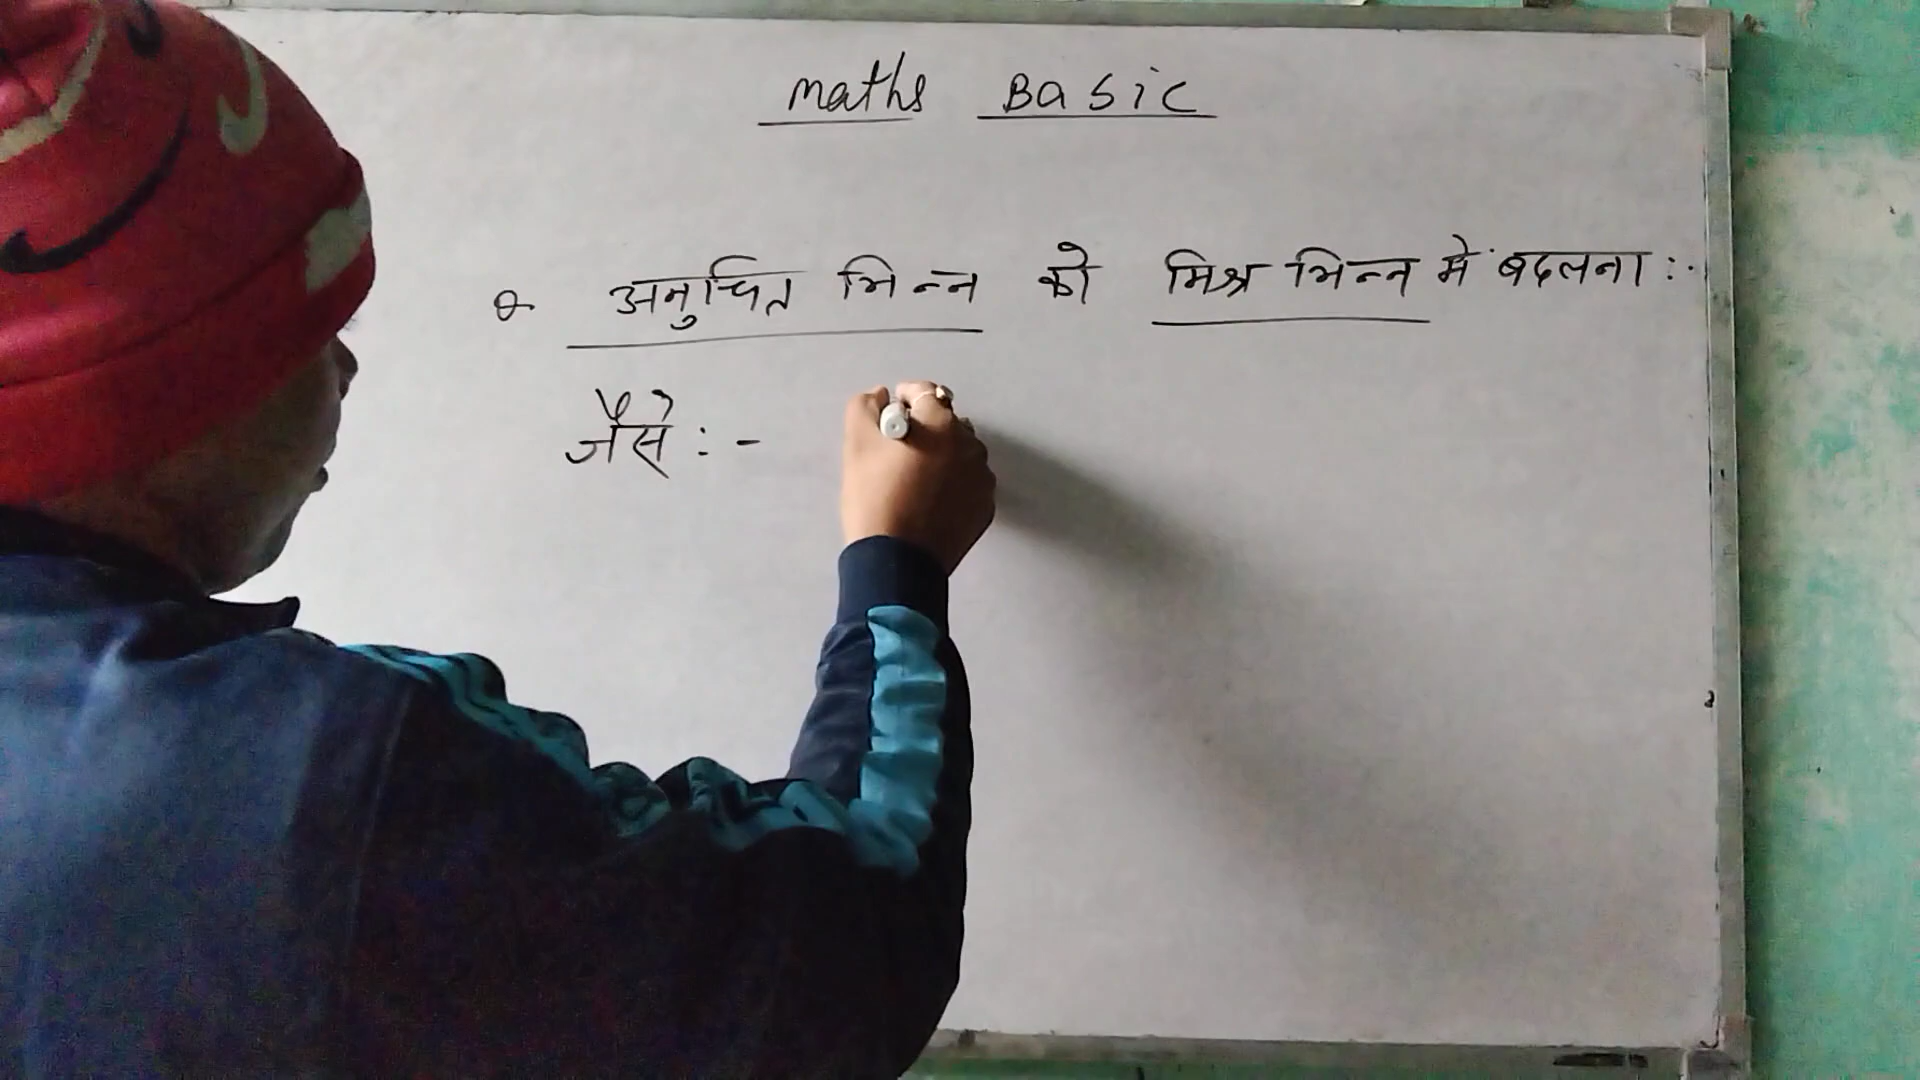 maths Basic
अनुचित भिन्न को मिश्र भिन्न में बदलना :-
जैसे :-